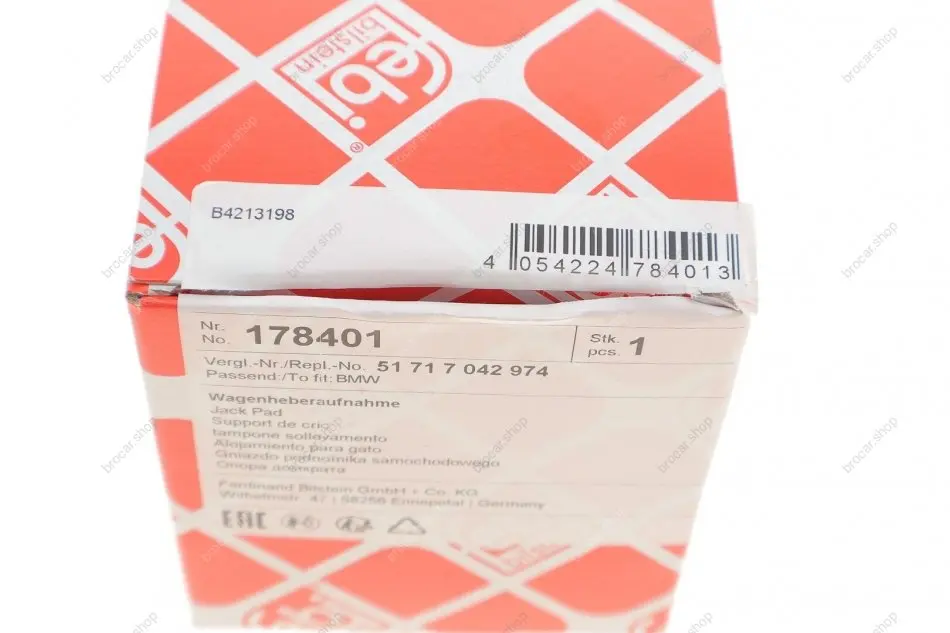 febi
bilstein
®
B4213198
4 054224 784013
Nr.
No. 178401
Stk.
pcs. 1
Vergl.-Nr./Repl.-No. 51 71 7 042 974
Passend:/To fit: BMW
Wagenheberaufnahme
Jack Pad
Support de cric
tampone sollevamento
Alojamiento para gato
Gniazdo podnośnika samochodowego
Опора домкрата
Ferdinand Bilstein GmbH + Co. KG
Wilhelmstr. 47 | 58256 Ennepetal | Germany
EAC
brocar.shop